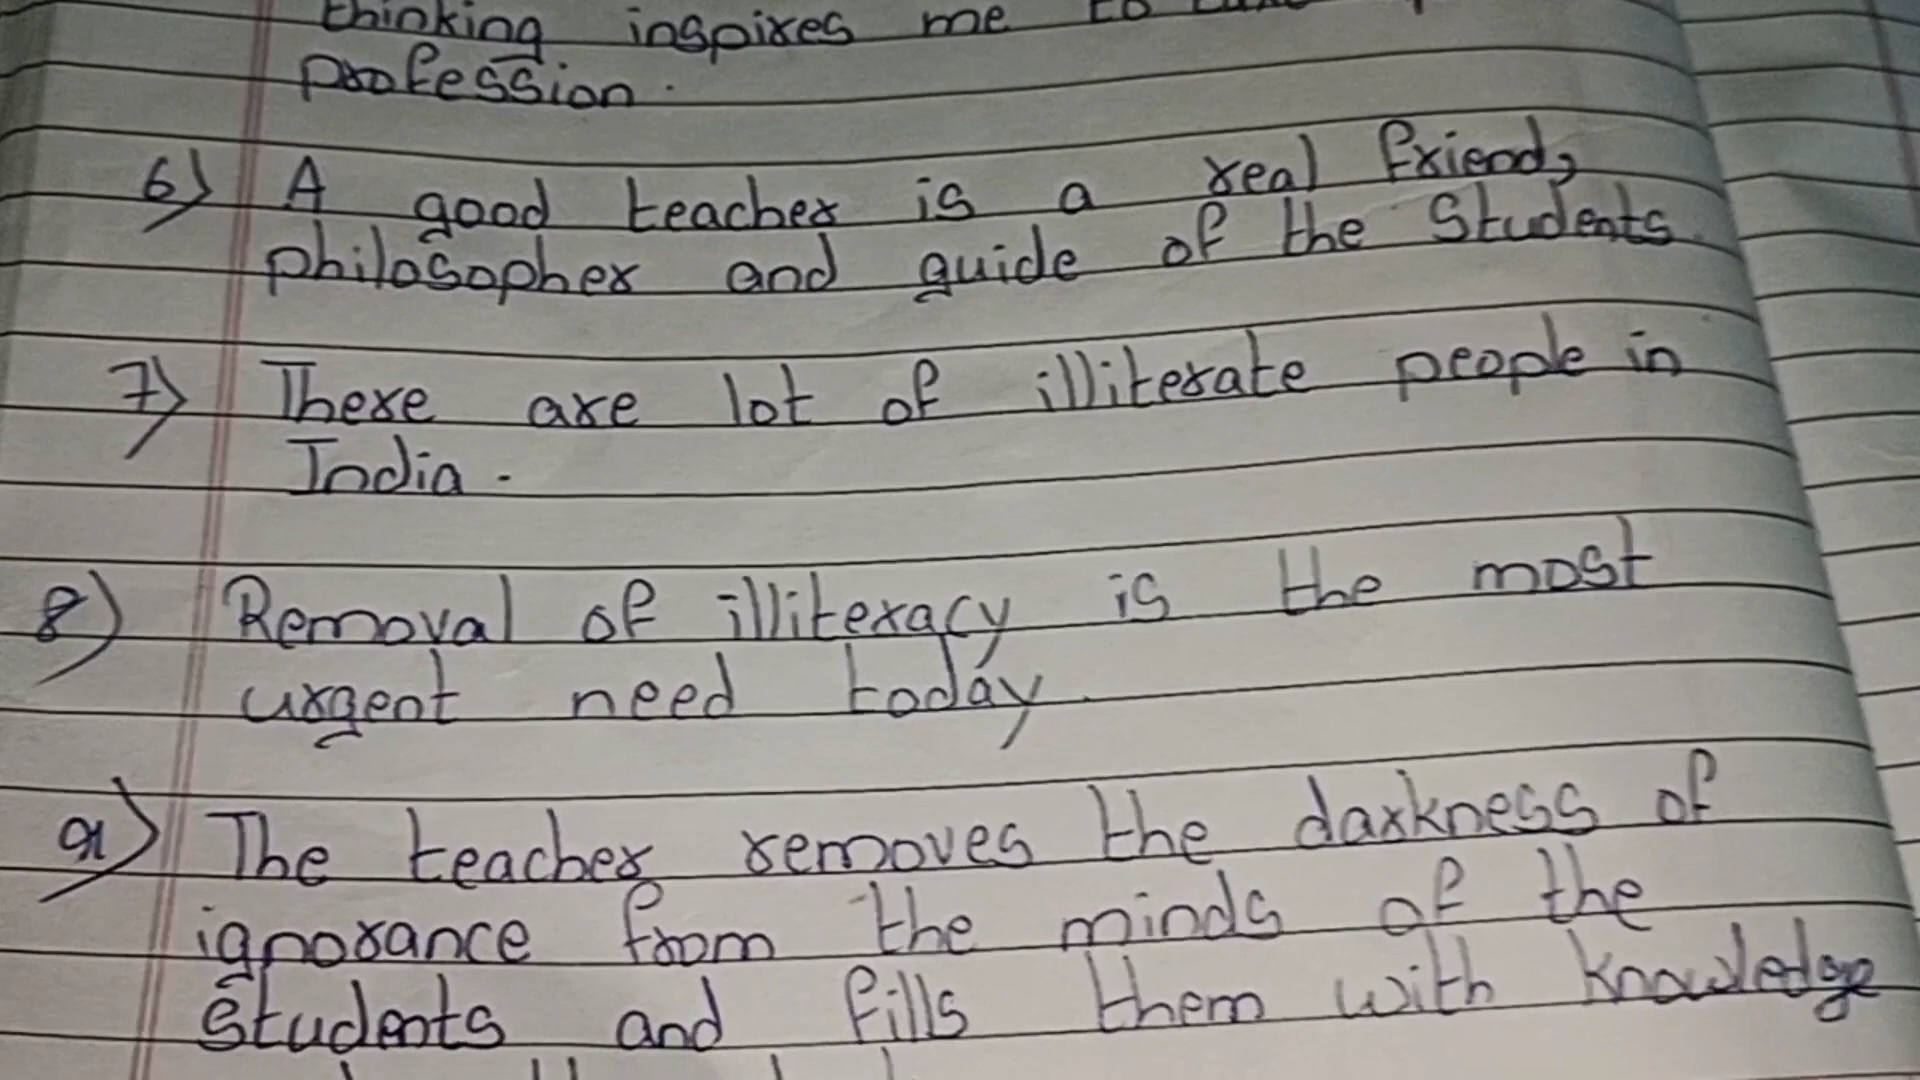 thinking inspires me to
profession.
6) A good teacher is a real friend,
philosopher and guide of the Students.
7) There are lot of illiterate people in
India.
8) Removal of illiteracy is the most
urgent need today.
9) The teacher removes the darkness of
ignorance from the minds of the
Students and fills them with knowledge